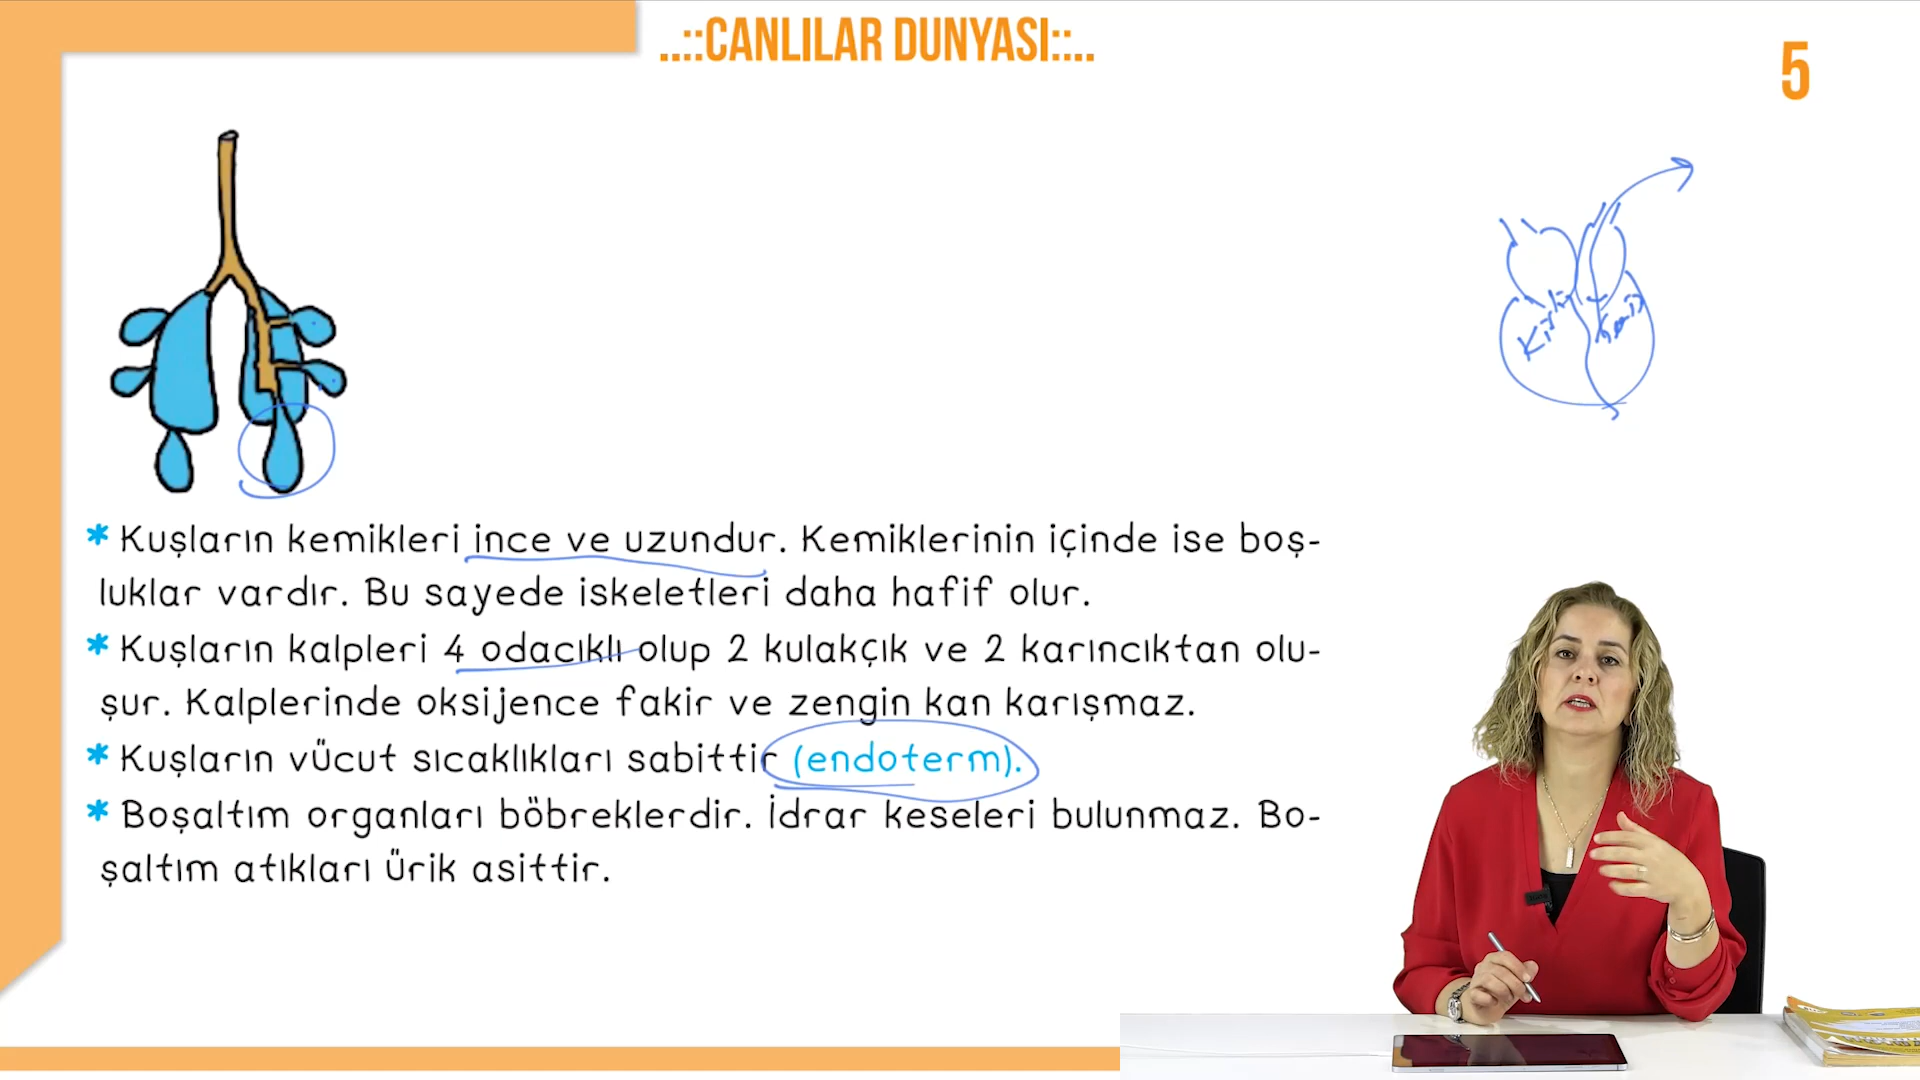 ..::CANLILAR DUNYASI::..
5
Kirli
Temiz
* Kuşların kemikleri ince ve uzundur. Kemiklerinin içinde ise boş-
luklar vardır. Bu sayede iskeletleri daha hafif olur.
* Kuşların kalpleri 4 odacıklı olup 2 kulakçık ve 2 karıncıktan olu-
şur. Kalplerinde oksijence fakir ve zengin kan karışmaz.
* Kuşların vücut sıcaklıkları sabittir (endoterm).
* Boşaltım organları böbreklerdir. İdrar keseleri bulunmaz. Bo-
şaltım atıkları ürik asittir.